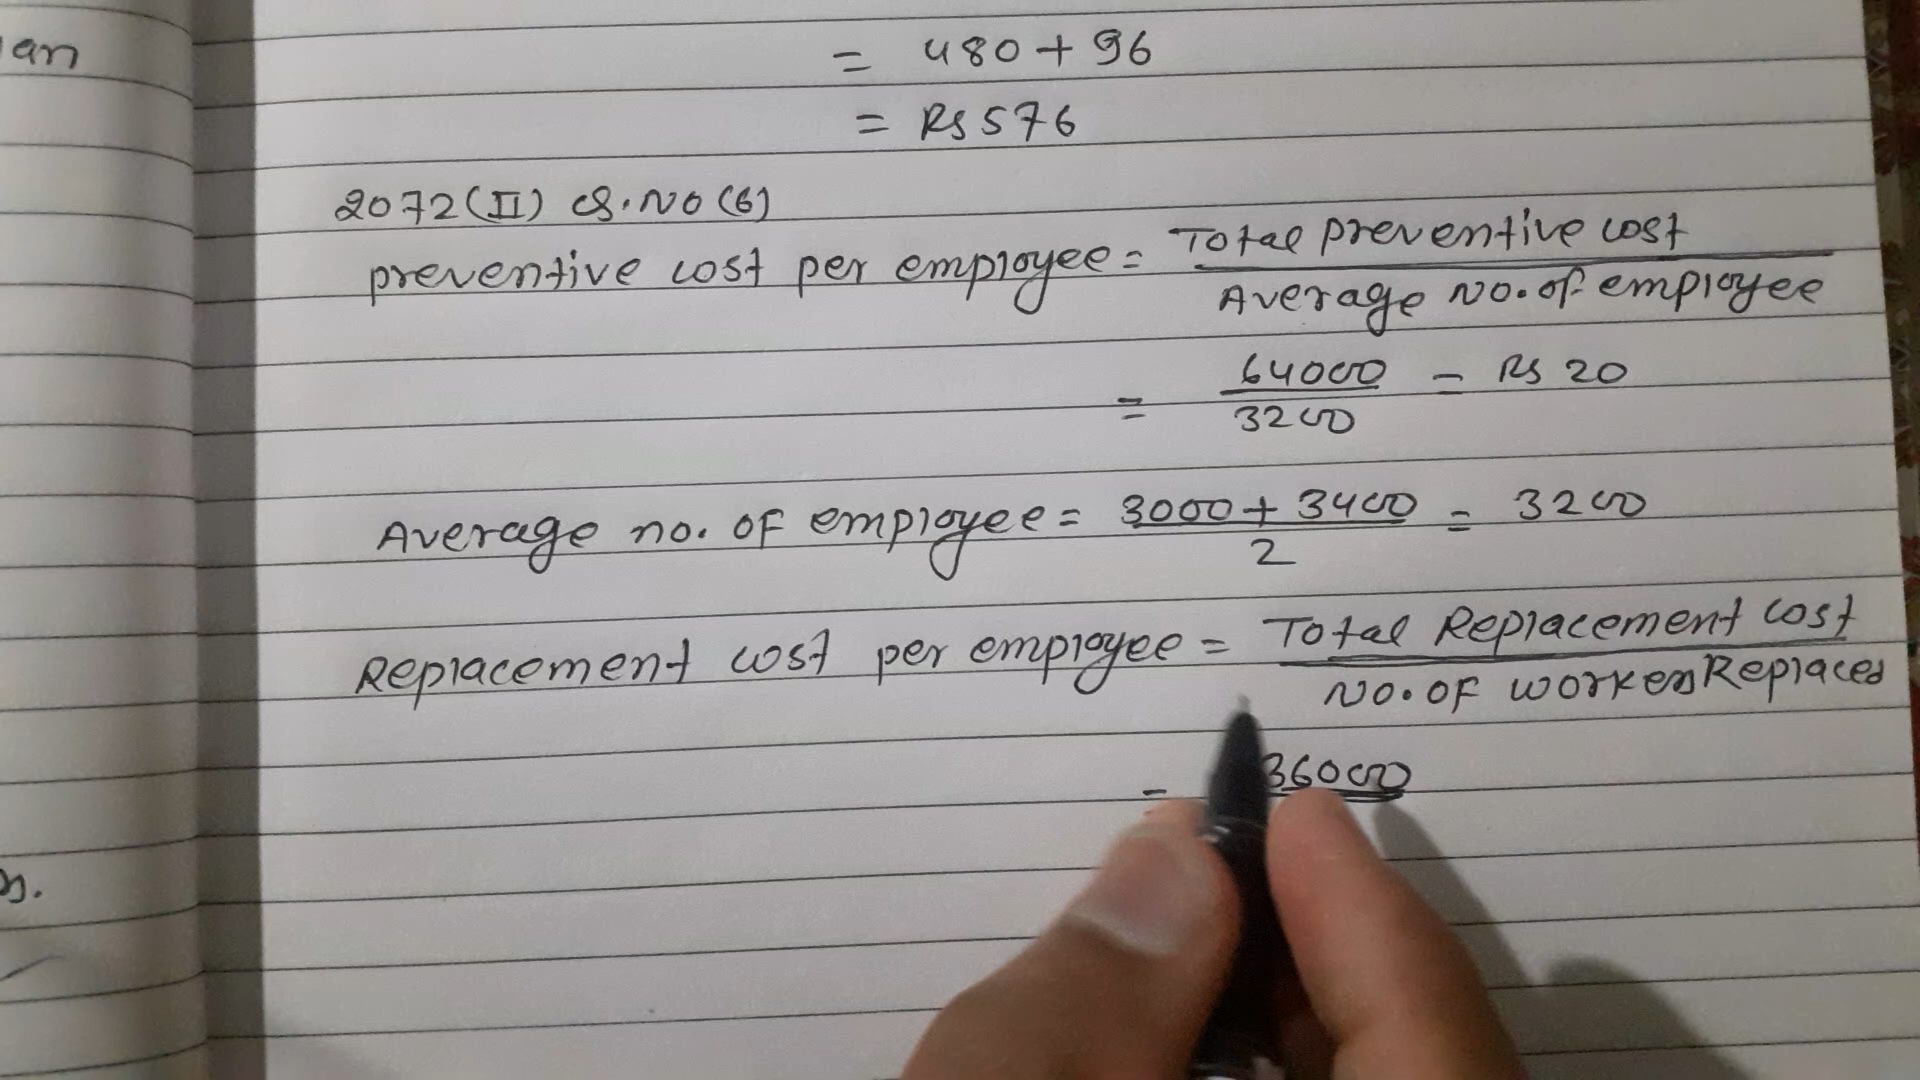 an
= 480 + 96
= Rs 576
2072 (II) Q.NO (6)
preventive cost per employee = Total preventive cost
Average NO. of employee
= 64000 = Rs 20
3200
Average no. of employee = 3000 + 3400 = 3200
2
Replacement cost per employee = Total Replacement cost
NO. OF workers Replaced
= 36000